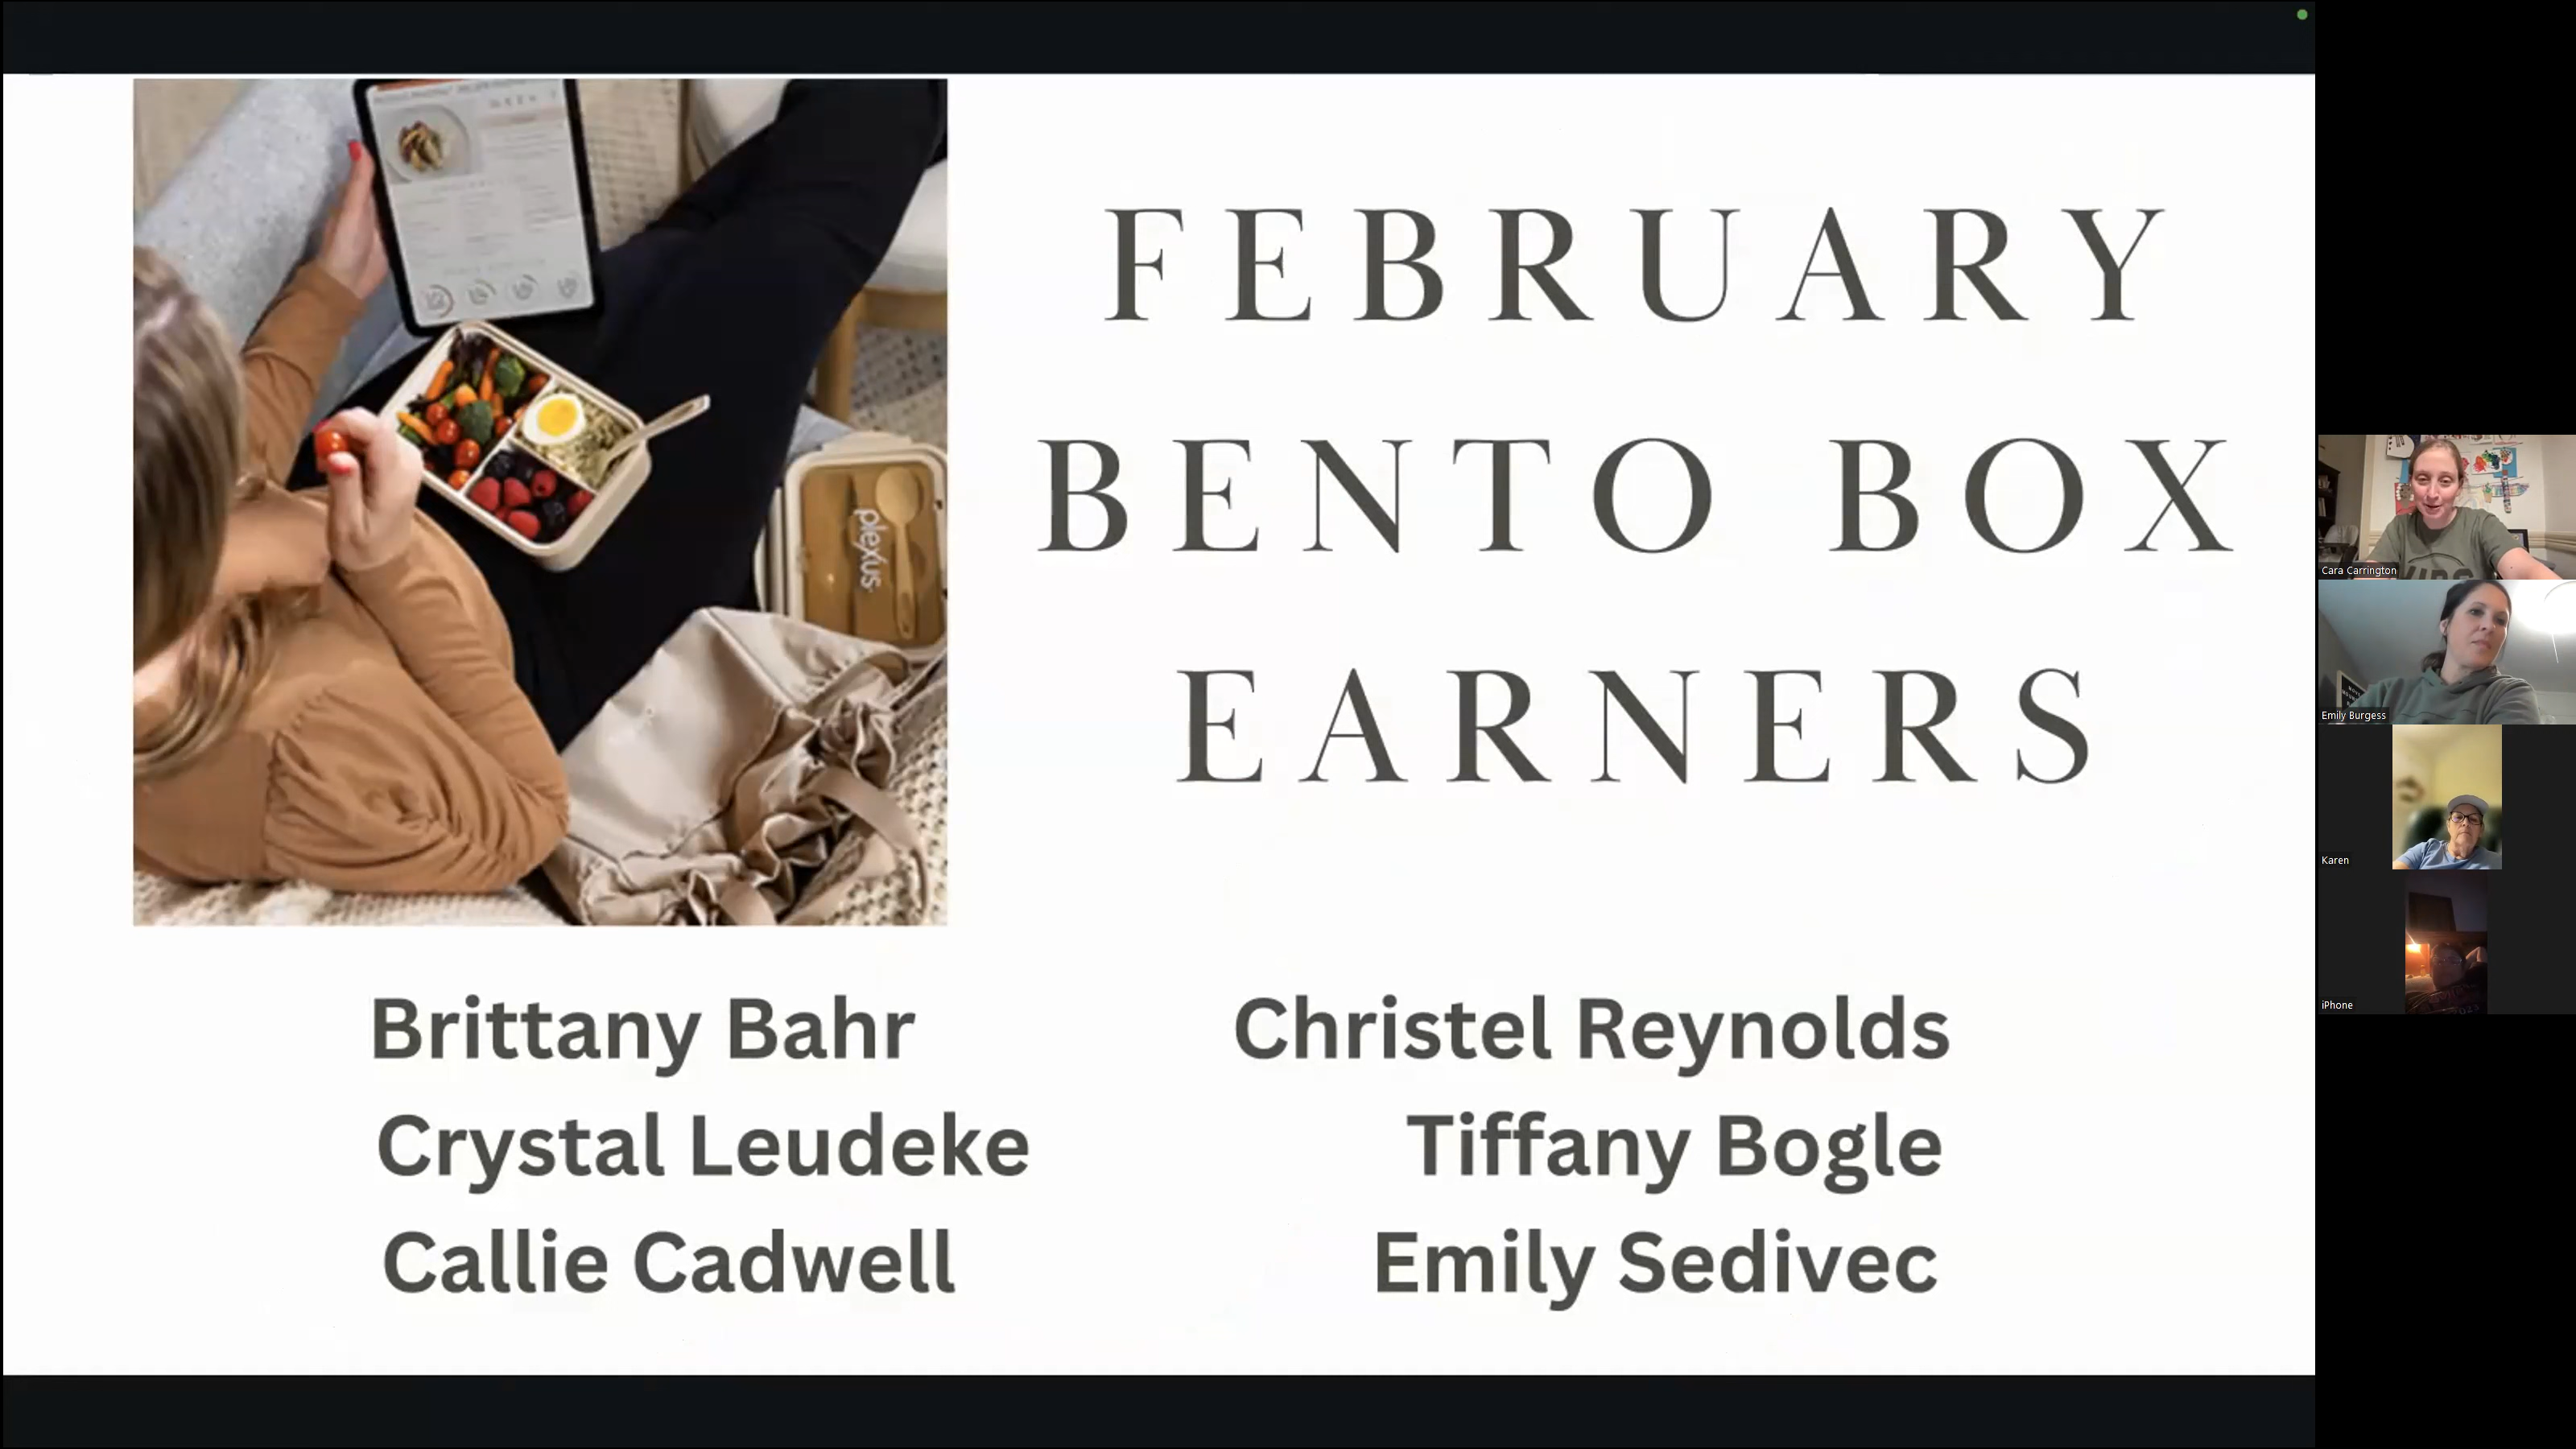 FEBRUARY
BENTO BOX
EARNERS
plexus
Brittany Bahr
Christel Reynolds
Crystal Leudeke
Tiffany Bogle
Callie Cadwell
Emily Sedivec
Cara Carrington
Emily Burgess
Karen
iPhone